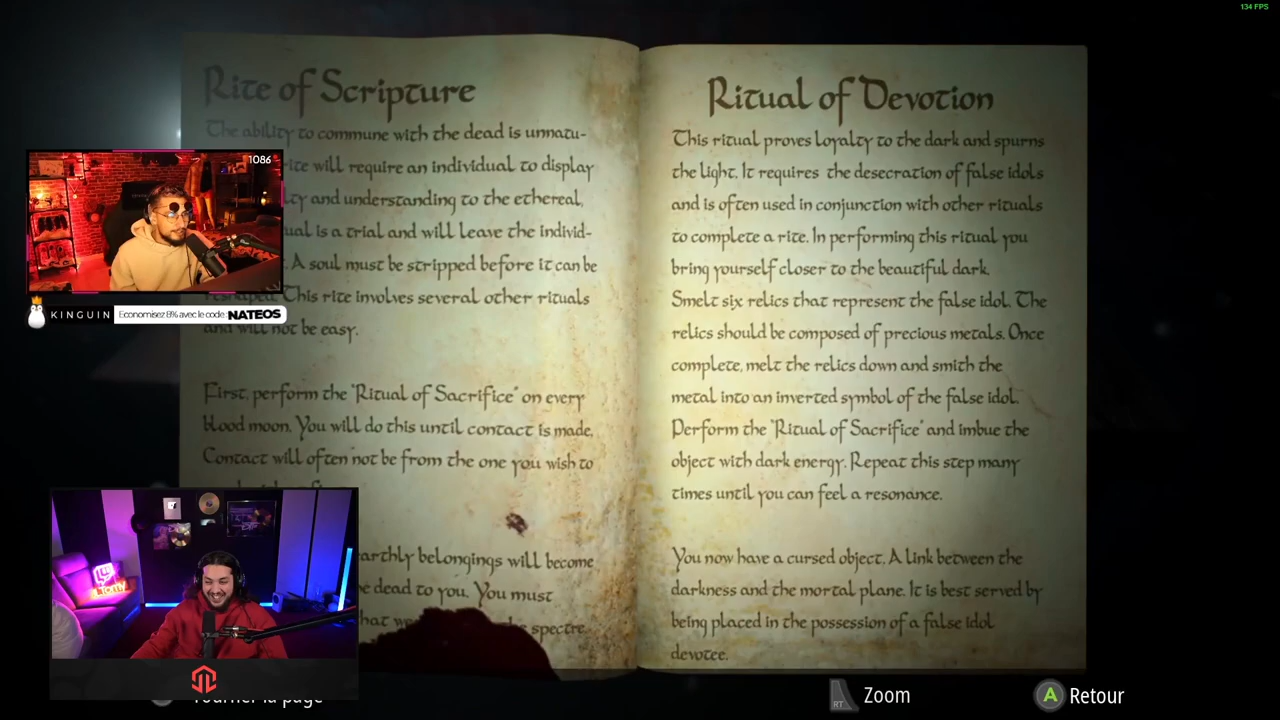 134 FPS
Rite of Scripture
The ability to commune with the dead is unnatu-
rite will require an individual to display
and understanding to the ethereal,
is a trial and will leave the individ-
A soul must be stripped before it can be
reshaped. This rite involves several other rituals
and will not be easy.
First, perform the "Ritual of Sacrifice" on every
blood moon. You will do this until contact is made.
Contact will often not be from the one you wish to
earthly belongings will become
dead to you. You must
spectre.
Ritual of Devotion
This ritual proves loyalty to the dark and spurns
the light. It requires the desecration of false idols
and is often used in conjunction with other rituals
to complete a rite. In performing this ritual you
bring yourself closer to the beautiful dark.
Smelt six relics that represent the false idol. The
relics should be composed of precious metals. Once
complete, melt the relics down and smith the
metal into an inverted symbol of the false idol.
Perform the "Ritual of Sacrifice" and imbue the
object with dark energy. Repeat this step many
times until you can feel a resonance.
You now have a cursed object. A link between the
darkness and the mortal plane. It is best served by
being placed in the possession of a false idol
devotee.
1086
KINGUIN Economisez 8% avec le code: NATEOS
Tourner la page
RT Zoom
A Retour